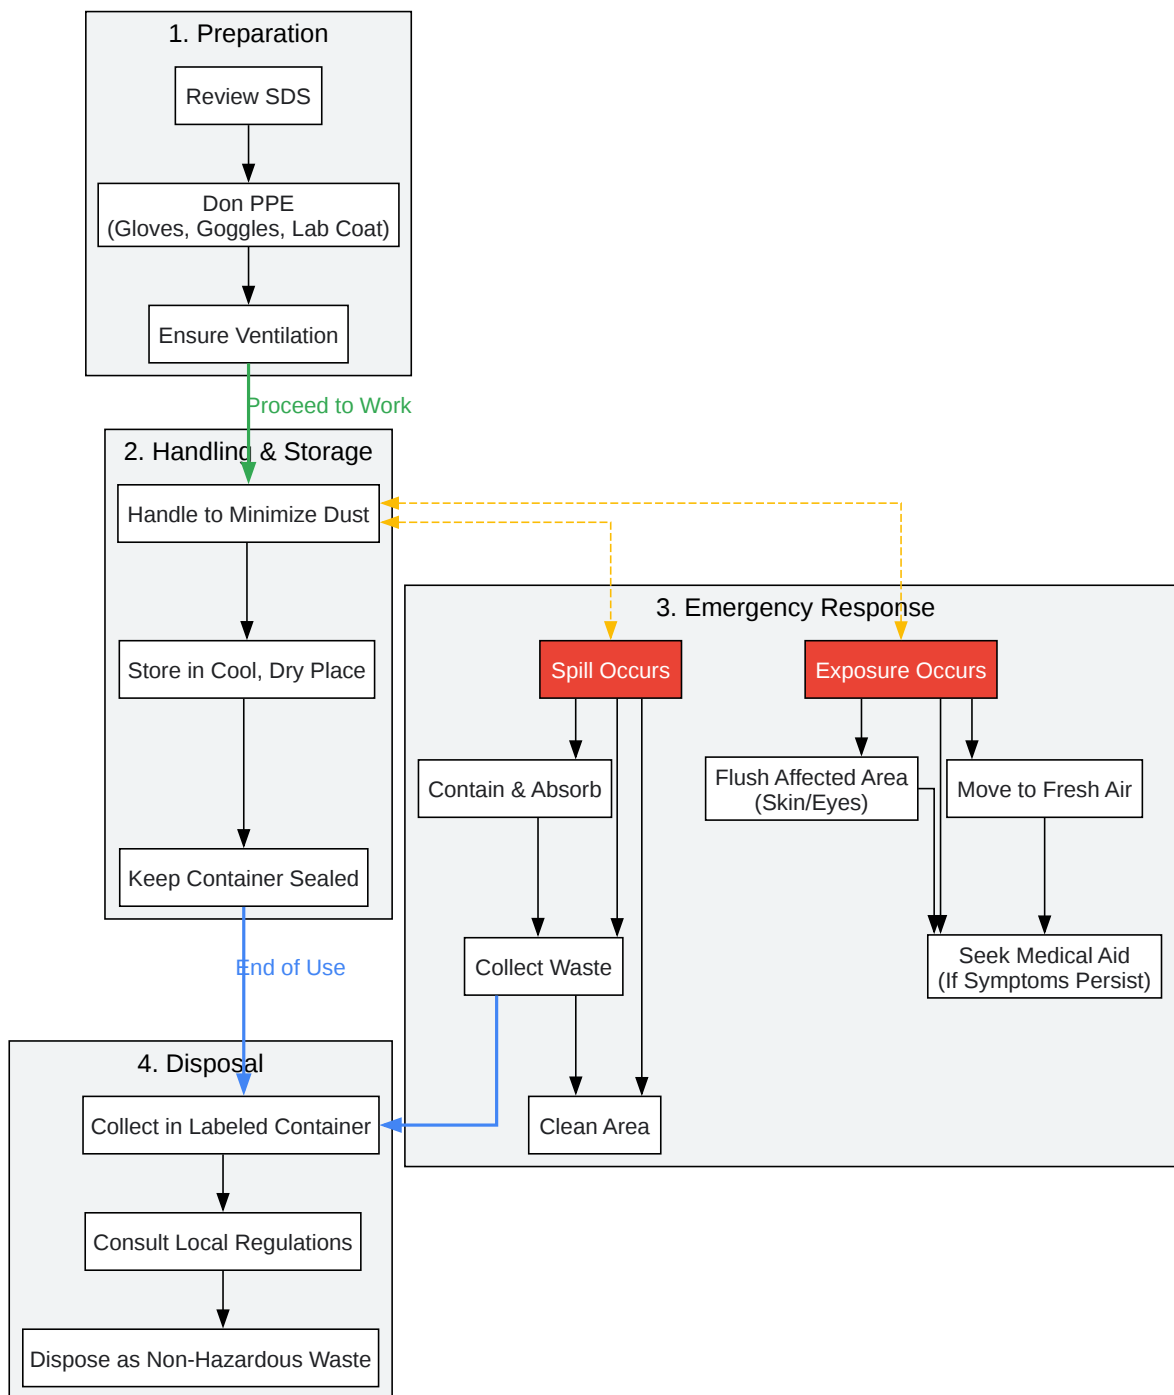 1. Preparation
Review SDS
Don PPE
(Gloves, Goggles, Lab Coat)
Ensure Ventilation
Proceed to Work
2. Handling & Storage
Handle to Minimize Dust
Store in Cool, Dry Place
Keep Container Sealed
End of Use
3. Emergency Response
Spill Occurs
Exposure Occurs
Contain & Absorb
Flush Affected Area
(Skin/Eyes)
Move to Fresh Air
Collect Waste
Seek Medical Aid
(If Symptoms Persist)
Clean Area
4. Disposal
Collect in Labeled Container
Consult Local Regulations
Dispose as Non-Hazardous Waste